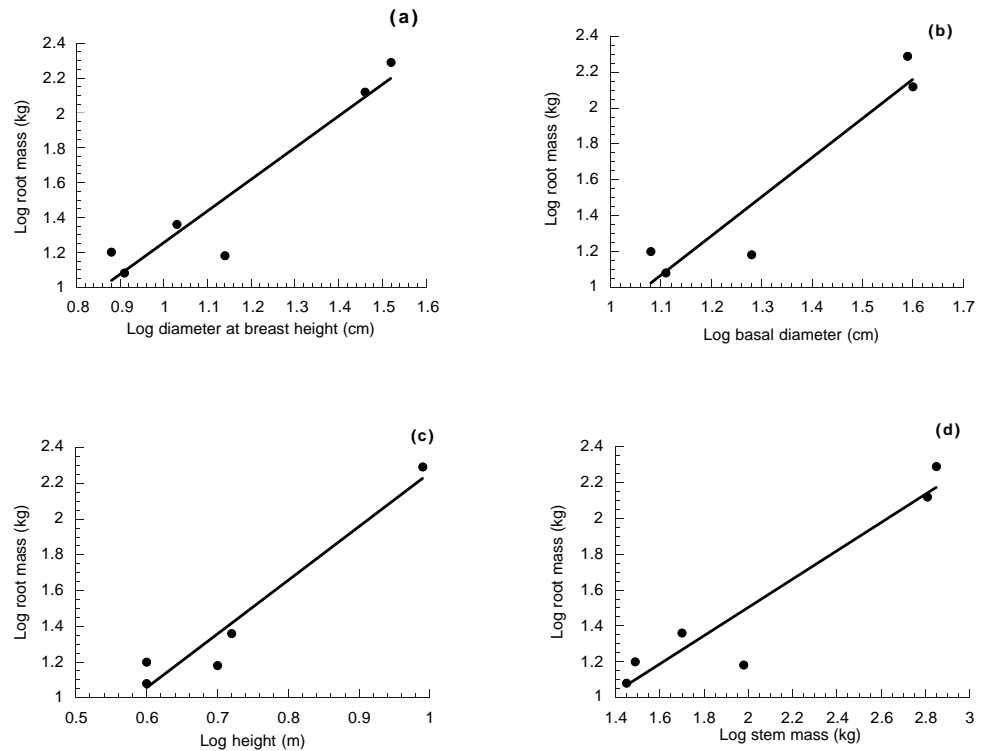 (a)
2.4
2.2
2
1.8
1.6
1.4
1.2
1
Log root mass (kg)
0.8 0.9 1 1.1 1.2 1.3 1.4 1.5 1.6
Log diameter at breast height (cm)
(b)
2.4
2.2
2
1.8
1.6
1.4
1.2
1
Log root mass (kg)
1 1.1 1.2 1.3 1.4 1.5 1.6 1.7
Log basal diameter (cm)
(c)
2.4
2.2
2
1.8
1.6
1.4
1.2
1
Log root mass (kg)
0.5 0.6 0.7 0.8 0.9 1
Log height (m)
(d)
2.4
2.2
2
1.8
1.6
1.4
1.2
1
Log root mass (kg)
1.4 1.6 1.8 2 2.2 2.4 2.6 2.8 3
Log stem mass (kg)